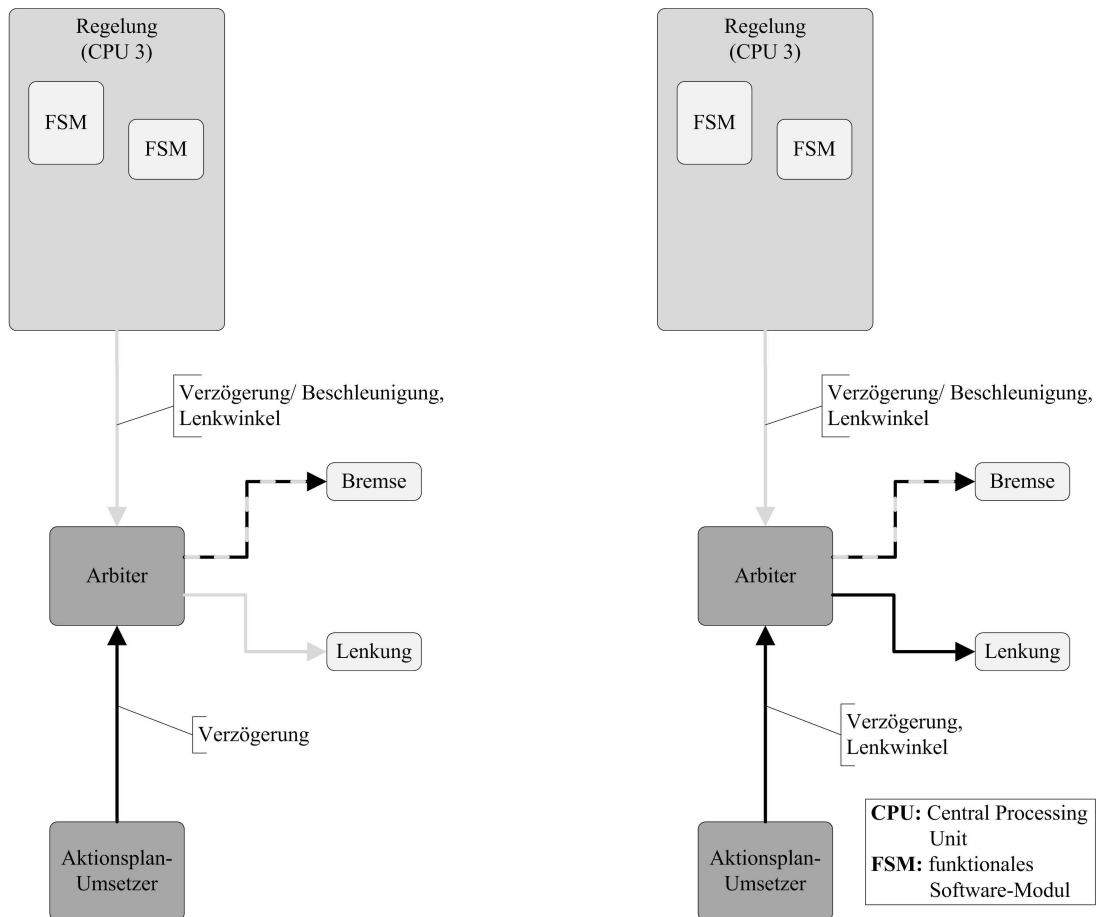 Regelung
(CPU 3)
FSM
FSM
Verzögerung/ Beschleunigung,
Lenkwinkel
Bremse
Arbiter
Lenkung
Verzögerung
Aktionsplan-
Umsetzer
Regelung
(CPU 3)
FSM
FSM
Verzögerung/ Beschleunigung,
Lenkwinkel
Bremse
Arbiter
Lenkung
Verzögerung,
Lenkwinkel
Aktionsplan-
Umsetzer
CPU: Central Processing
Unit
FSM: funktionales
Software-Modul